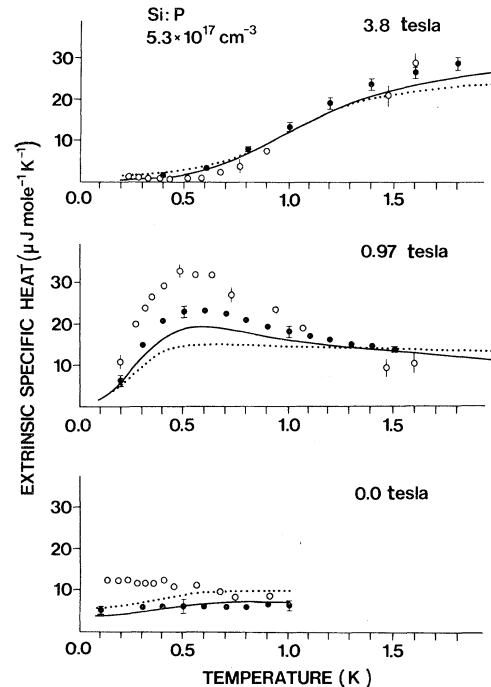 Si: P
5.3×10¹⁷ cm⁻³
3.8 tesla
30
20
10
0.0 0.5 1.0 1.5
0.97 tesla
30
20
10
0.0 0.5 1.0 1.5
0.0 tesla
30
20
10
0.0 0.5 1.0 1.5
EXTRINSIC SPECIFIC HEAT (μJ mole⁻¹ K⁻¹)
TEMPERATURE (K)